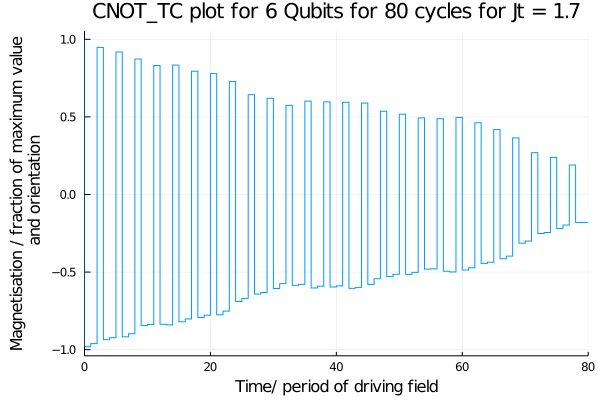 CNOT_TC plot for 6 Qubits for 80 cycles for Jt = 1.7
Magnetisation / fraction of maximum value
and orientation
1.0
0.5
0.0
−0.5
−1.0
0
20
40
60
80
Time/ period of driving field